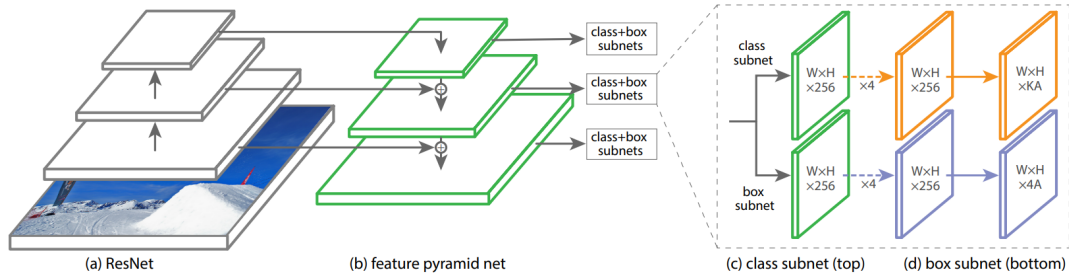 class+box
subnets
class+box
subnets
class+box
subnets
class
subnet
W×H
×256
×4
W×H
×256
W×H
×KA
W×H
×256
×4
W×H
×256
W×H
×4A
box
subnet
(a) ResNet
(b) feature pyramid net
(c) class subnet (top)
(d) box subnet (bottom)